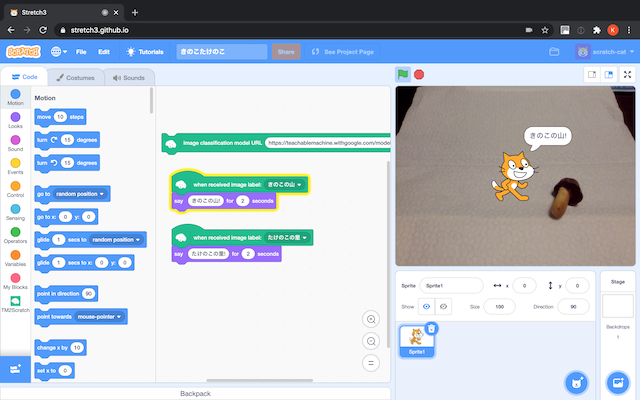 Stretch3
stretch3.github.io
SCRATCH
File
Edit
Tutorials
きのこたけのこ
Share
See Project Page
scratch-cat
Code
Costumes
Sounds
Motion
Looks
Sound
Events
Control
Sensing
Operators
Variables
My Blocks
TM2Scratch
Motion
move 10 steps
turn 15 degrees
turn 15 degrees
go to random position
go to x: 0 y: 0
glide 1 secs to random position
glide 1 secs to x: 0 y: 0
point in direction 90
point towards mouse-pointer
change x by 10
set x to 0
image classification model URL https://teachablemachine.withgoogle.com/model
when received image label: きのこの山
say きのこの山! for 2 seconds
when received image label: たけのこの里
say たけのこの里! for 2 seconds
Backpack
きのこの山!
Sprite Sprite1 x 0 y 0
Show Size 100 Direction 90
Sprite1
Stage
Backdrops
1